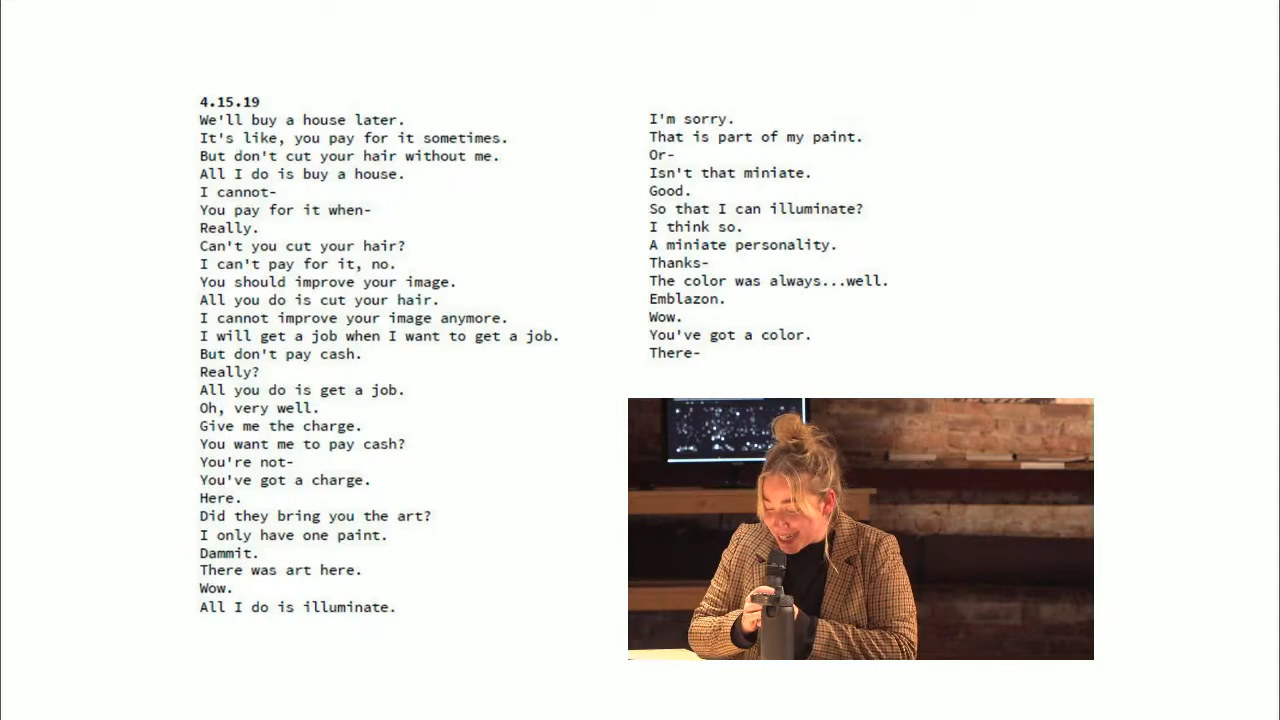 4.15.19
We'll buy a house later.
It's like, you pay for it sometimes.
But don't cut your hair without me.
All I do is buy a house.
I cannot-
You pay for it when-
Really.
Can't you cut your hair?
I can't pay for it, no.
You should improve your image.
All you do is cut your hair.
I cannot improve your image anymore.
I will get a job when I want to get a job.
But don't pay cash.
Really?
All you do is get a job.
Oh, very well.
Give me the charge.
You want me to pay cash?
You're not-
You've got a charge.
Here.
Did they bring you the art?
I only have one paint.
Dammit.
There was art here.
Wow.
All I do is illuminate.
I'm sorry.
That is part of my paint.
Or-
Isn't that miniate.
Good.
So that I can illuminate?
I think so.
A miniate personality.
Thanks-
The color was always...well.
Emblazon.
Wow.
You've got a color.
There-